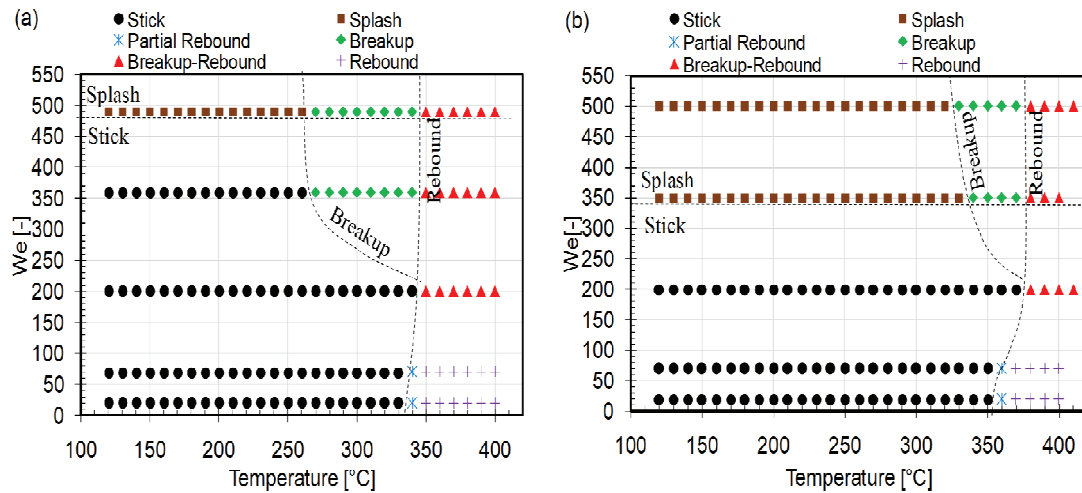 (a)
Stick
Splash
Partial Rebound
Breakup
Breakup-Rebound
Rebound
550
500
450
400
350
300
250
200
150
100
50
0
We [-]
Splash
Stick
Breakup
Rebound
100
150
200
250
300
350
400
Temperature [°C]
(b)
Stick
Splash
Partial Rebound
Breakup
Breakup-Rebound
Rebound
550
500
450
400
350
300
250
200
150
100
50
0
We[-]
Splash
Stick
Breakup
Rebound
100
150
200
250
300
350
400
Temperature [°C]